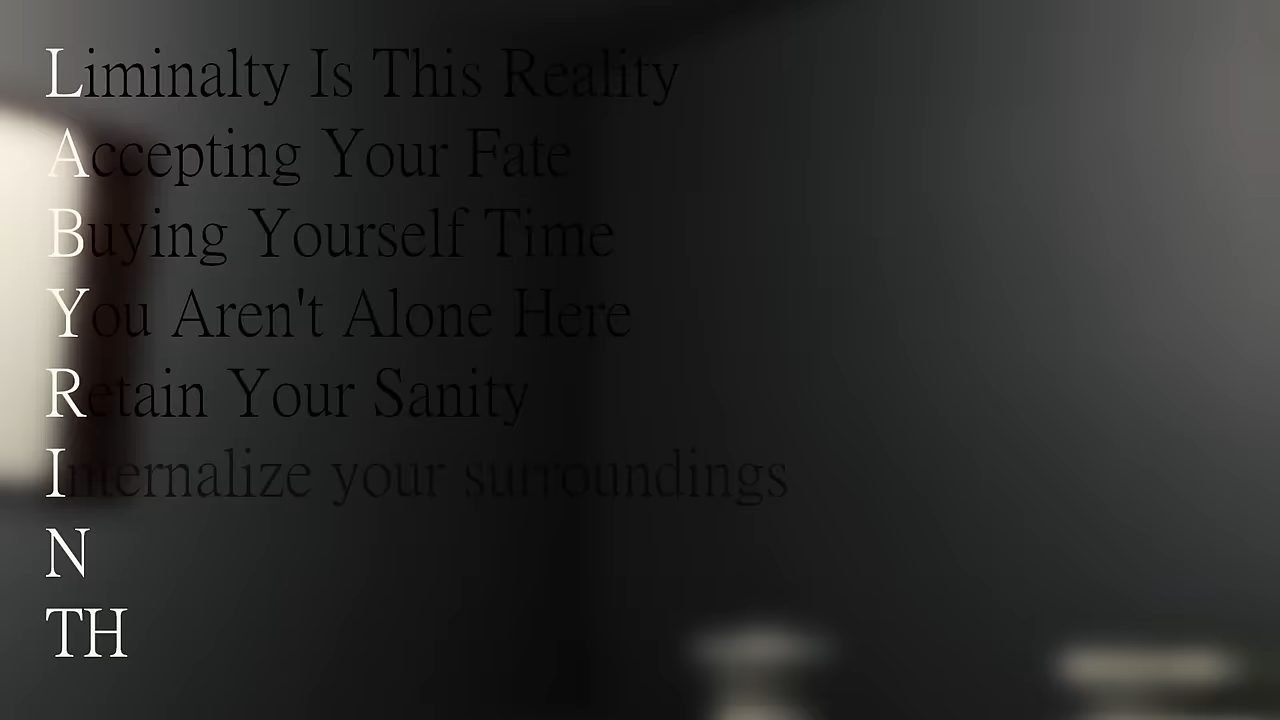 Liminalty Is This Reality
Accepting Your Fate
Buying Yourself Time
You Aren't Alone Here
Retain Your Sanity
Internalize your surroundings
N
TH